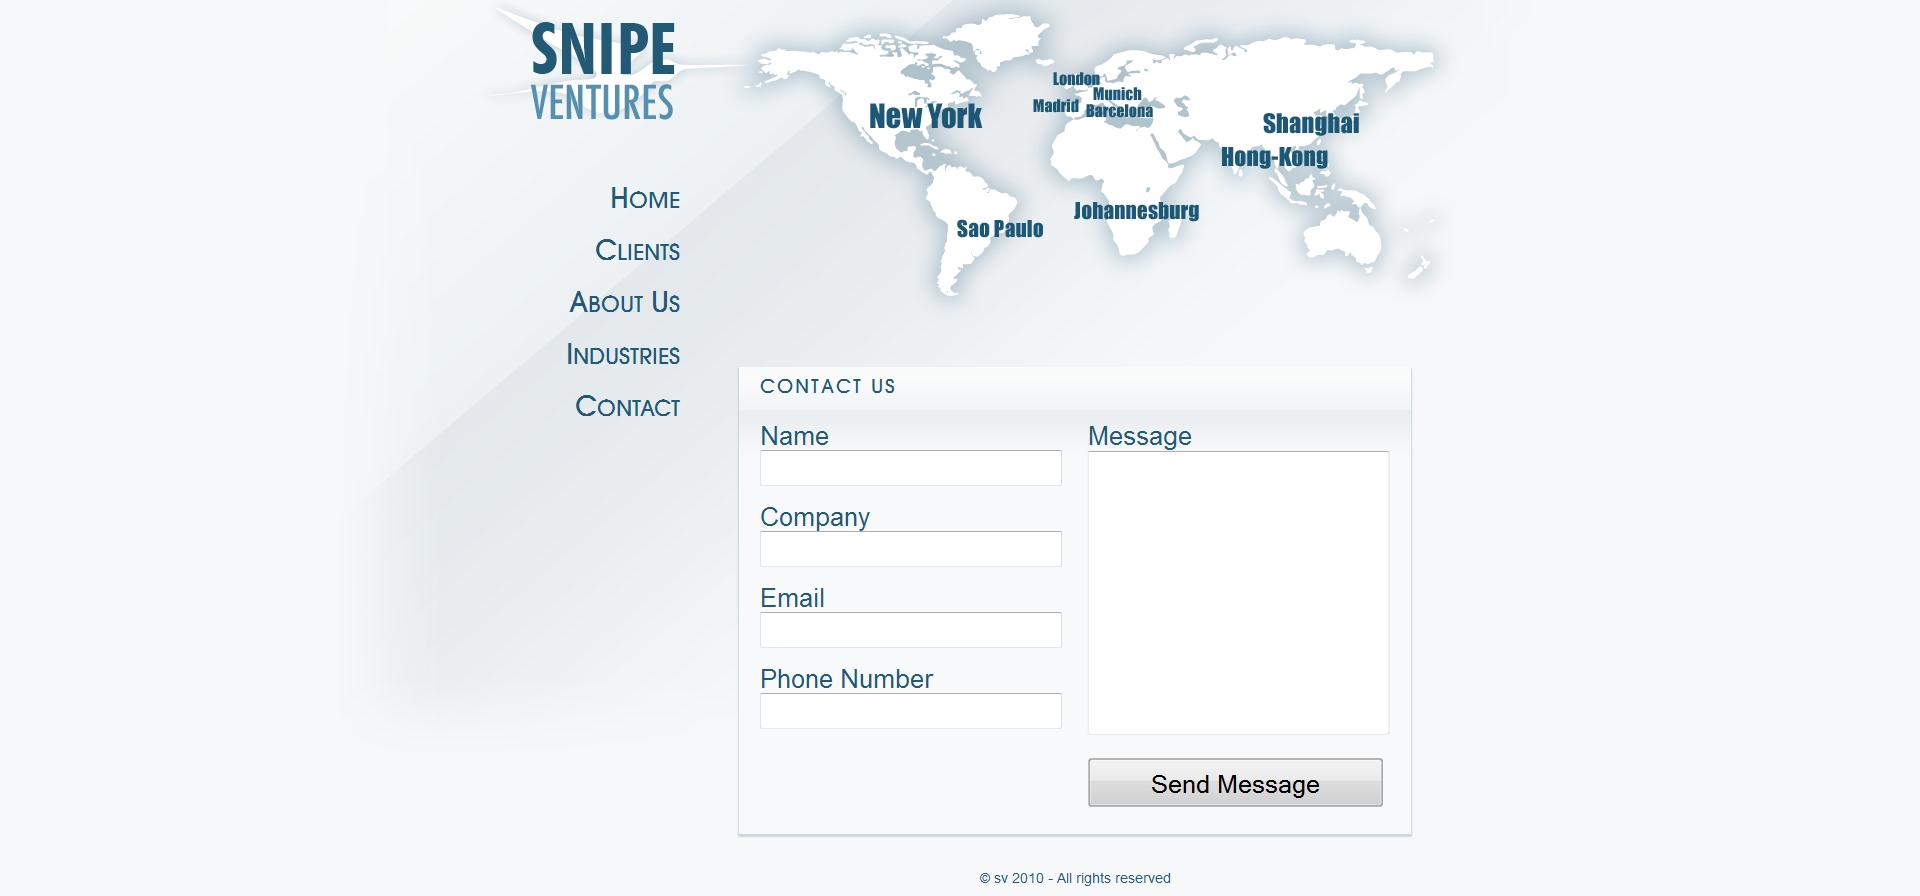 SNIPE
VENTURES
London
Munich
Madrid
Barcelona
New York
Shanghai
Hong-Kong
Johannesburg
Sao Paulo
Home
Clients
About Us
Industries
Contact
CONTACT US
Name
Message
Company
Email
Phone Number
Send Message
© sv 2010 - All rights reserved